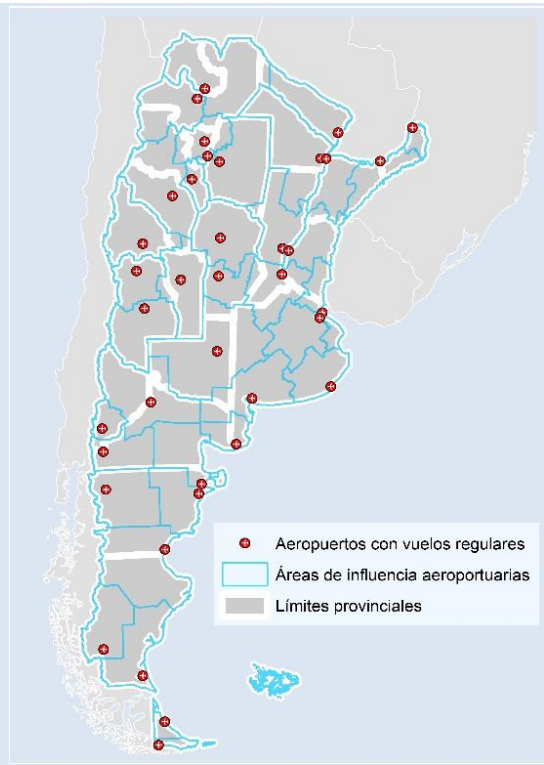 Aeropuertos con vuelos regulares
Áreas de influencia aeroportuarias
Límites provinciales